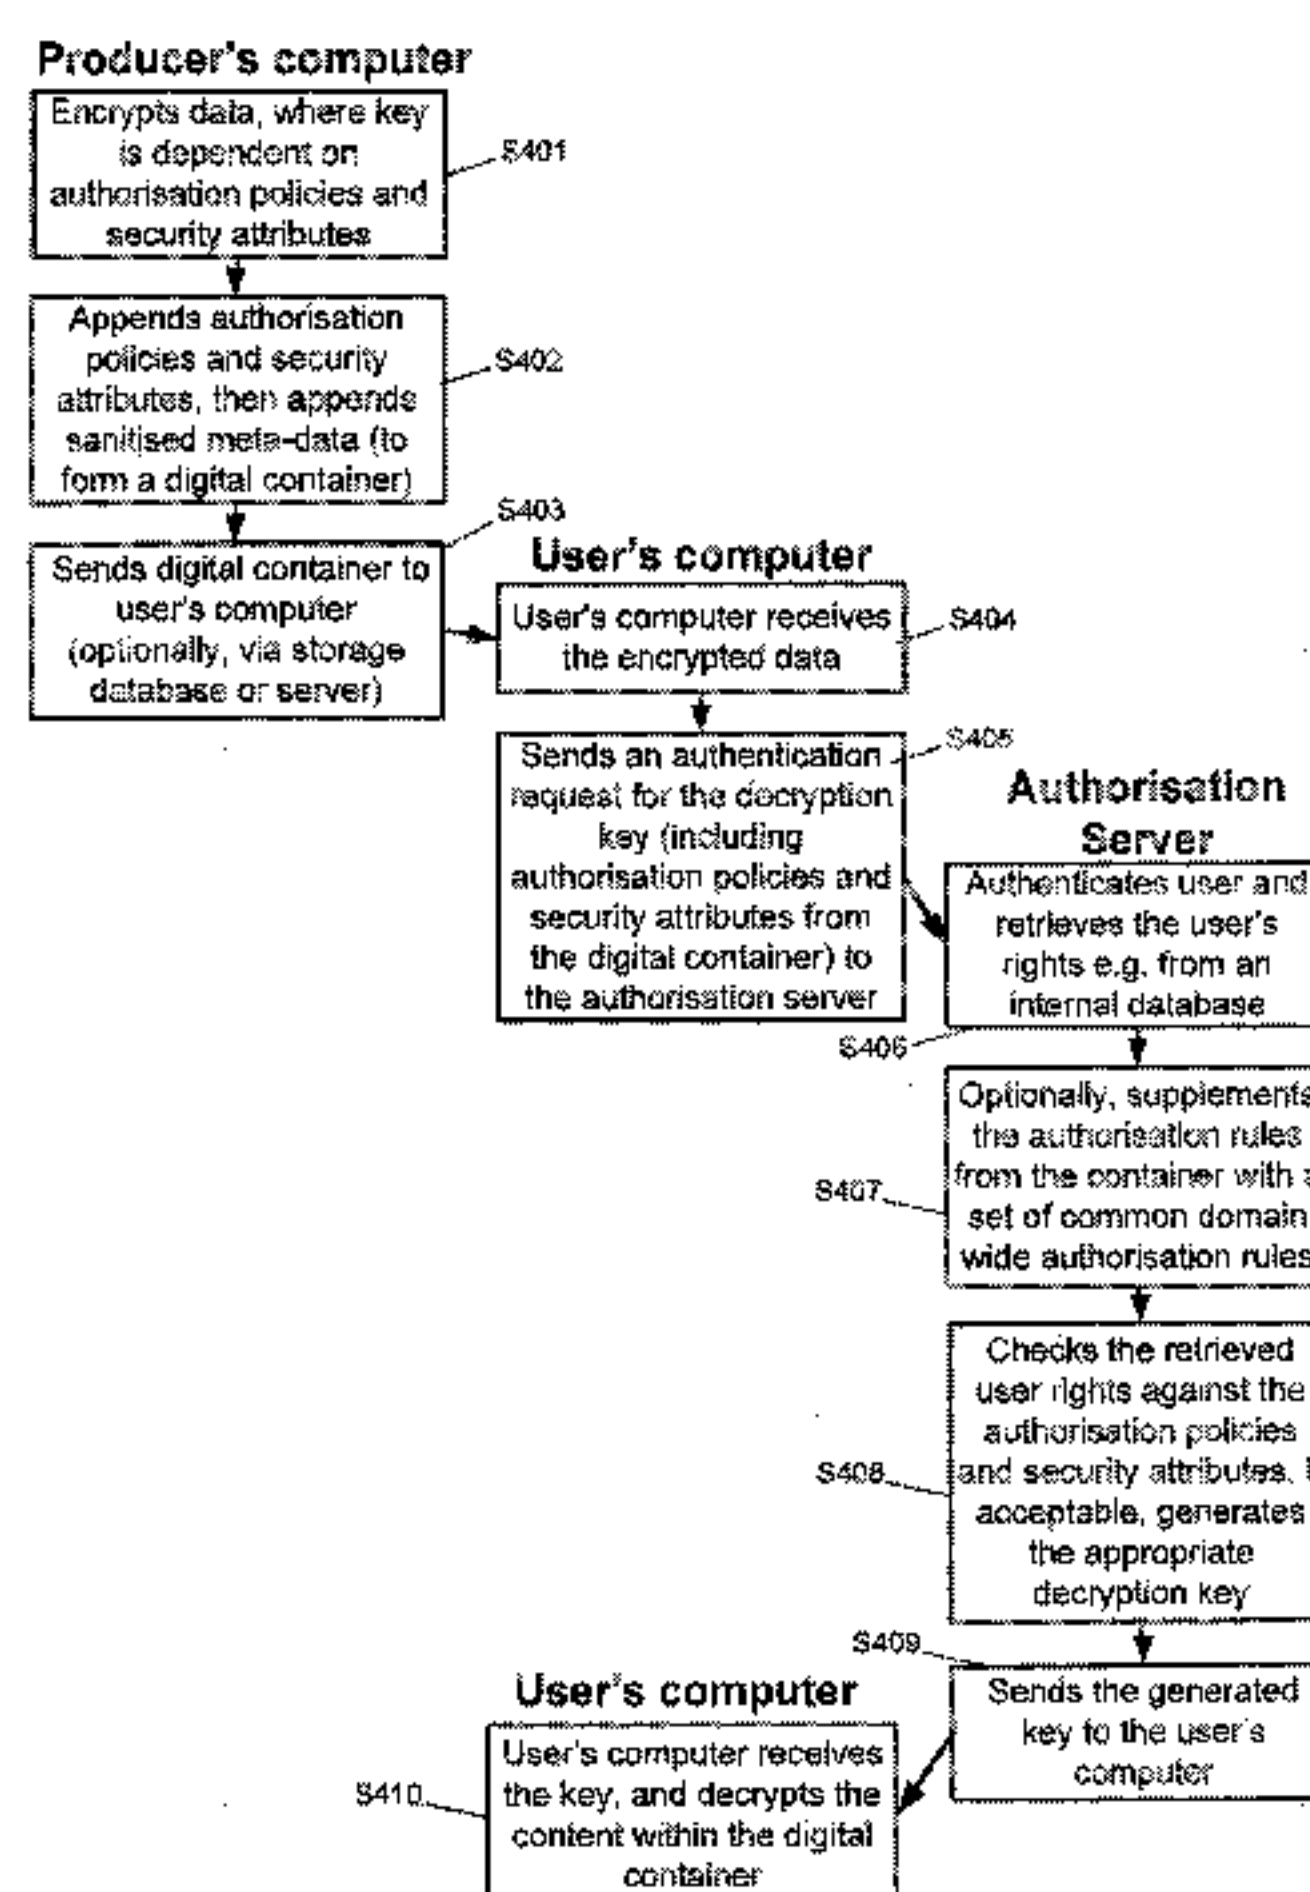 Producer's computer
Encrypts data, where key
is dependent on
authorisation policies and
security attributes
S401
Appends authorisation
policies and security
attributes, then appends
sanitised meta-data (to
form a digital container)
S402
S403
Sends digital container to
user's computer
(optionally, via storage
database or server)
User's computer
User's computer receives
the encrypted data
S404
Sends an authentication
request for the decryption
key (including
authorisation policies and
security attributes from
the digital container) to
the authorisation server
S405
Authorisation
Server
Authenticates user and
retrieves the user's
rights e.g. from an
internal database
S406
Optionally, supplements
the authorisation rules
from the container with a
set of common domain
wide authorisation rules
S407
Checks the retrieved
user rights against the
authorisation policies
and security attributes.
acceptable, generates
the appropriate
decryption key
S408
S409
Sends the generated
key to the user's
computer
User's computer
User's computer receives
the key, and decrypts the
content within the digital
container
S410